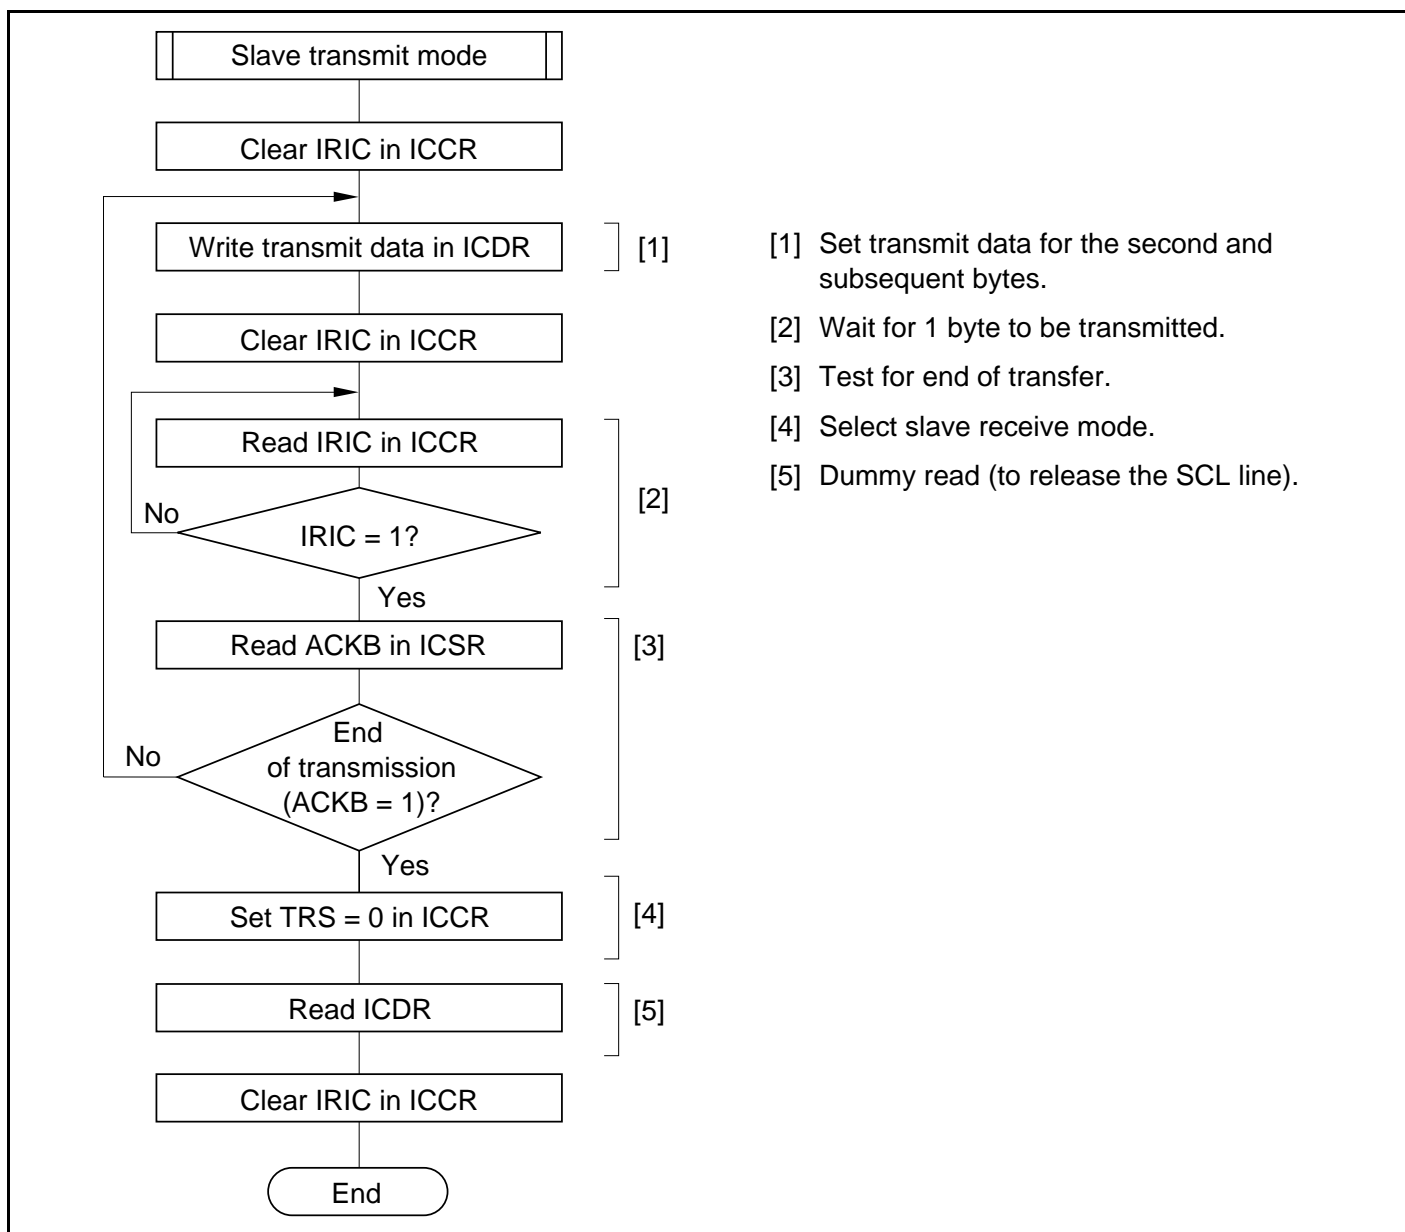 Slave transmit mode
Clear IRIC in ICCR
Write transmit data in ICDR
[1]
Clear IRIC in ICCR
Read IRIC in ICCR
[2]
No
IRIC = 1?
Yes
Read ACKB in ICSR
[3]
No
End
of transmission
(ACKB = 1)?
Yes
Set TRS = 0 in ICCR
[4]
Read ICDR
[5]
Clear IRIC in ICCR
End
[1] Set transmit data for the second and
subsequent bytes.
[2] Wait for 1 byte to be transmitted.
[3] Test for end of transfer.
[4] Select slave receive mode.
[5] Dummy read (to release the SCL line).